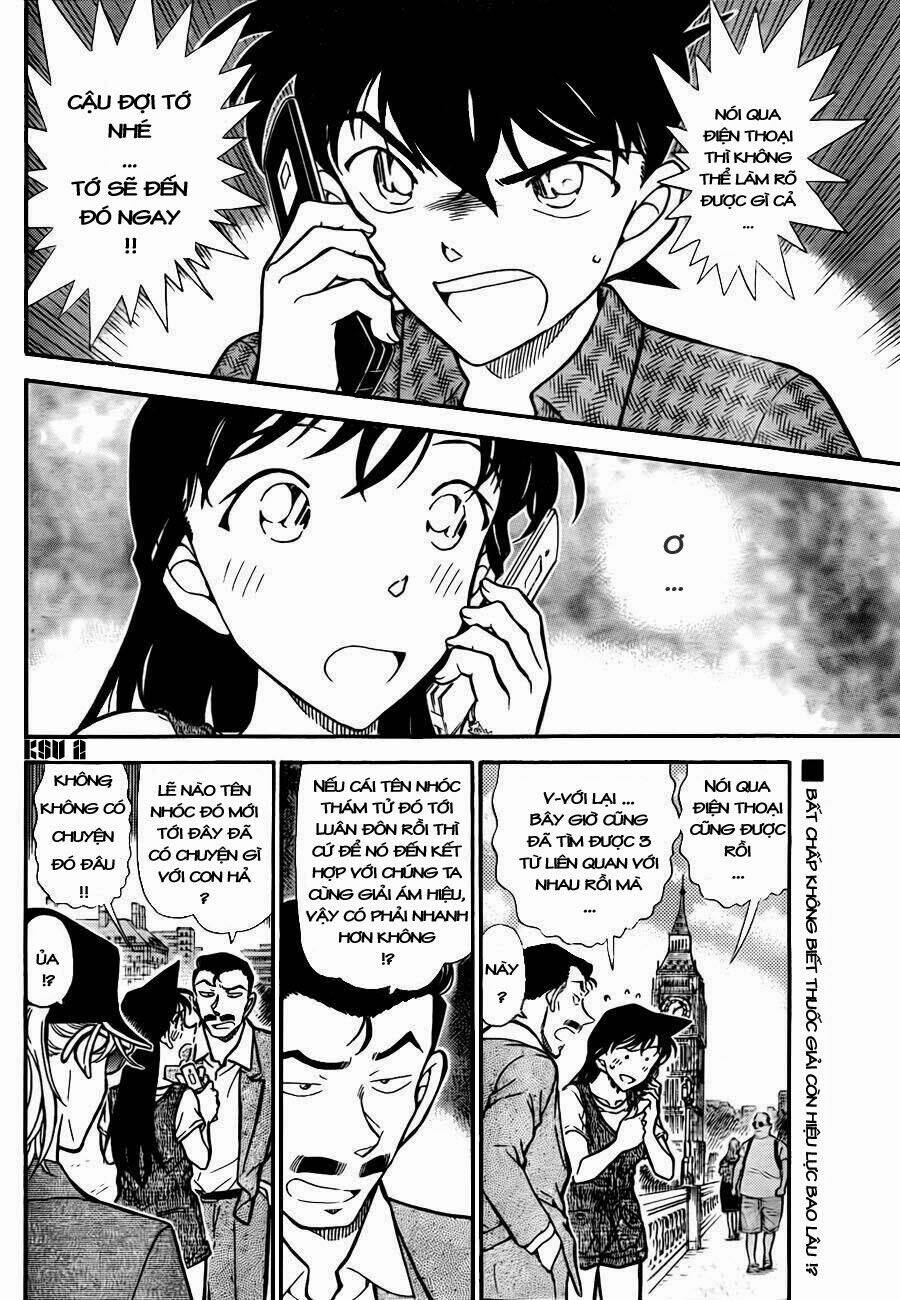 NÓI QUA
ĐIỆN THOẠI
THÌ KHÔNG
THỂ LÀM RÕ
ĐƯỢC GÌ CẢ
...
CẬU ĐỢI TỚ
NHÉ
...
TỚ SẼ ĐẾN
ĐÓ NGAY
!!
Ơ
...
KSV 2
BẤT CHẤP KHÔNG BIẾT THUỐC GIẢI CÒN HIỆU LỰC BAO LÂU !?
NÓI QUA
ĐIỆN THOẠI
CŨNG ĐƯỢC
RỒI
...
V-VỚI LẠI ...
BÂY GIỜ CŨNG
ĐÃ TÌM ĐƯỢC 3
TỪ LIÊN QUAN VỚI
NHAU RỒI MÀ
...
NÀY
?
NẾU CÁI TÊN NHÓC
THÁM TỬ ĐÓ TỚI
LUÂN ĐÔN RỒI THÌ
CỨ ĐỂ NÓ ĐẾN KẾT
HỢP VỚI CHÚNG TA
CÙNG GIẢI ÁM HIỆU,
VẬY CÓ PHẢI NHANH
HƠN KHÔNG
!?
LẼ NÀO TÊN
NHÓC ĐÓ MỚI
TỚI ĐÂY ĐÃ
CÓ CHUYỆN GÌ
VỚI CON HẢ
?
KHÔNG,
KHÔNG CÓ
CHUYỆN
ĐÓ ĐÂU
!!
ỦA
!?